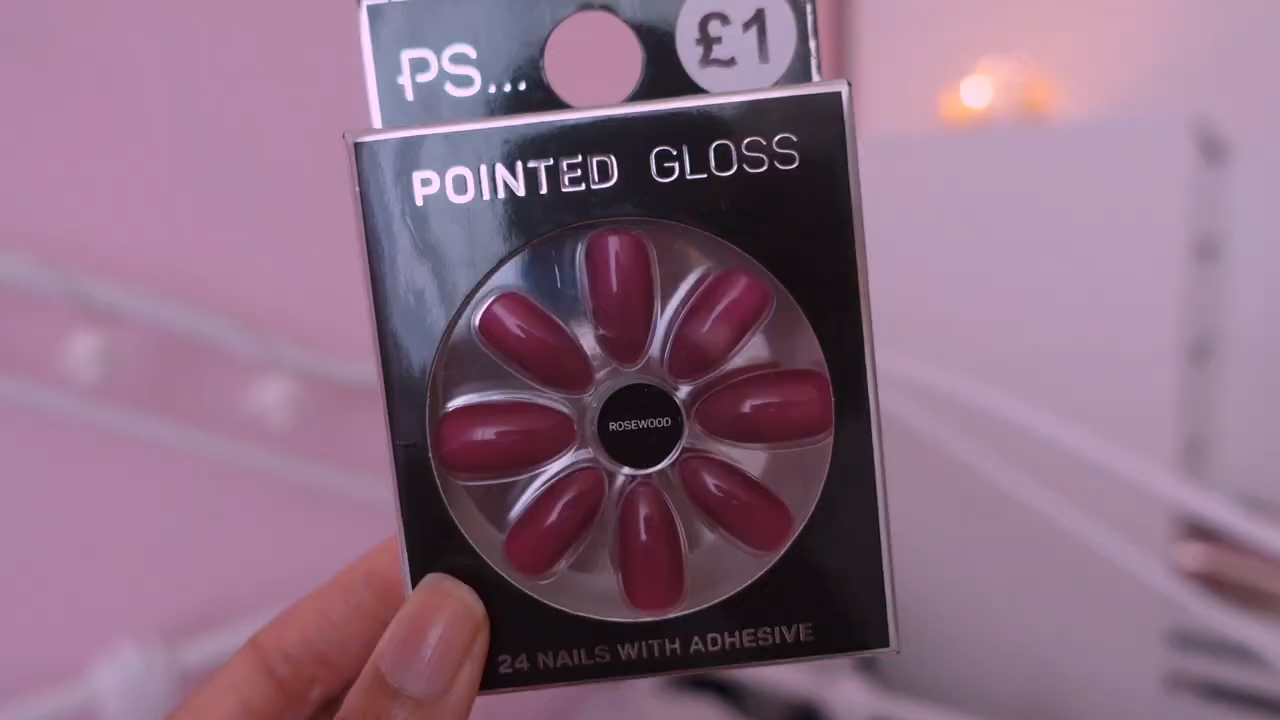 PS...
£1
POINTED GLOSS
ROSEWOOD
24 NAILS WITH ADHESIVE